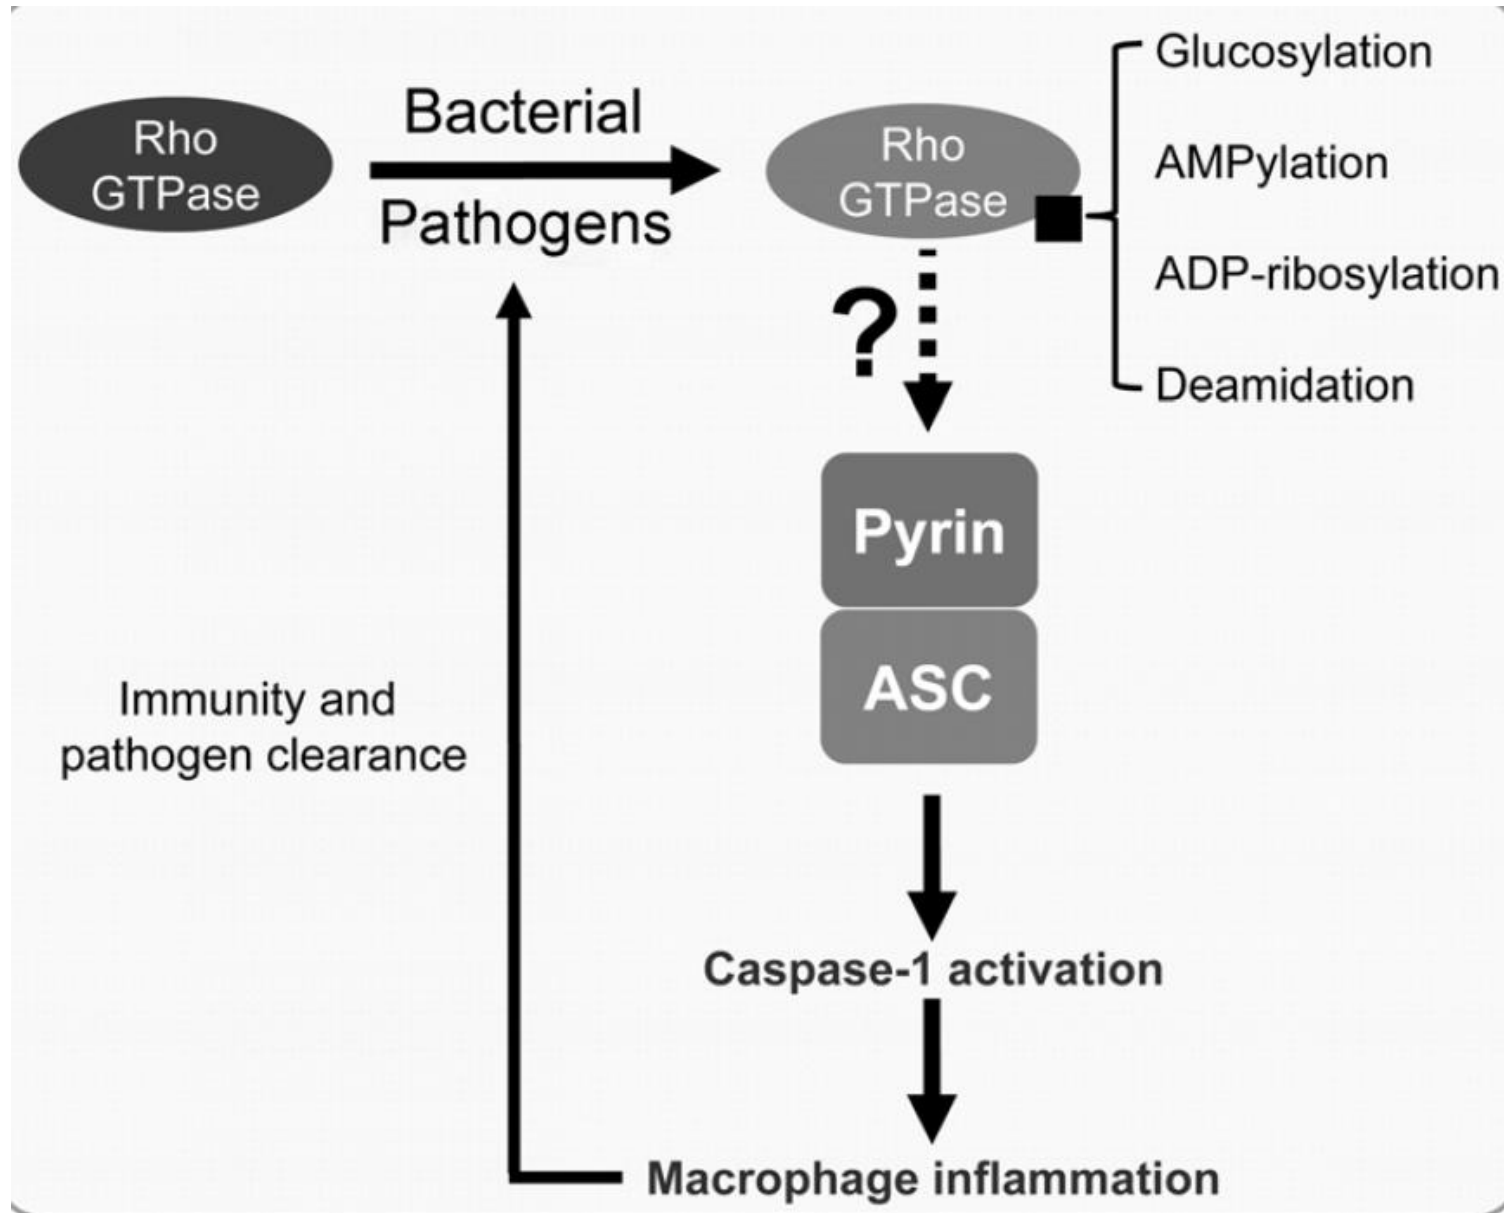 Rho
GTPase
Bacterial
Pathogens
Rho
GTPase
Glucosylation
AMPylation
ADP-ribosylation
Deamidation
?
Pyrin
ASC
Immunity and
pathogen clearance
Caspase-1 activation
Macrophage inflammation